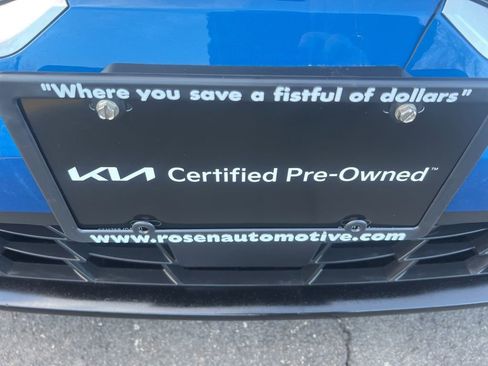 "Where you save a fistful of dollars"
KIA Certified Pre-Owned™
www.rosenautomotive.com